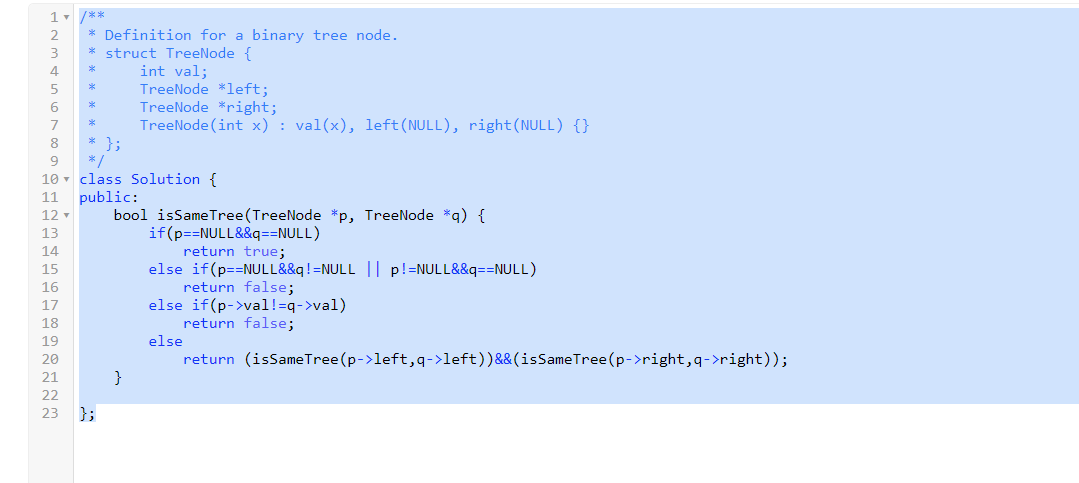 1 /**
2  * Definition for a binary tree node.
3  * struct TreeNode {
4  *     int val;
5  *     TreeNode *left;
6  *     TreeNode *right;
7  *     TreeNode(int x) : val(x), left(NULL), right(NULL) {}
8  * };
9  */
10 class Solution {
11 public:
12     bool isSameTree(TreeNode *p, TreeNode *q) {
13         if(p==NULL&&q==NULL)
14             return true;
15         else if(p==NULL&&q!=NULL || p!=NULL&&q==NULL)
16             return false;
17         else if(p->val!=q->val)
18             return false;
19         else
20             return (isSameTree(p->left,q->left))&&(isSameTree(p->right,q->right));
21     }
22
23 };